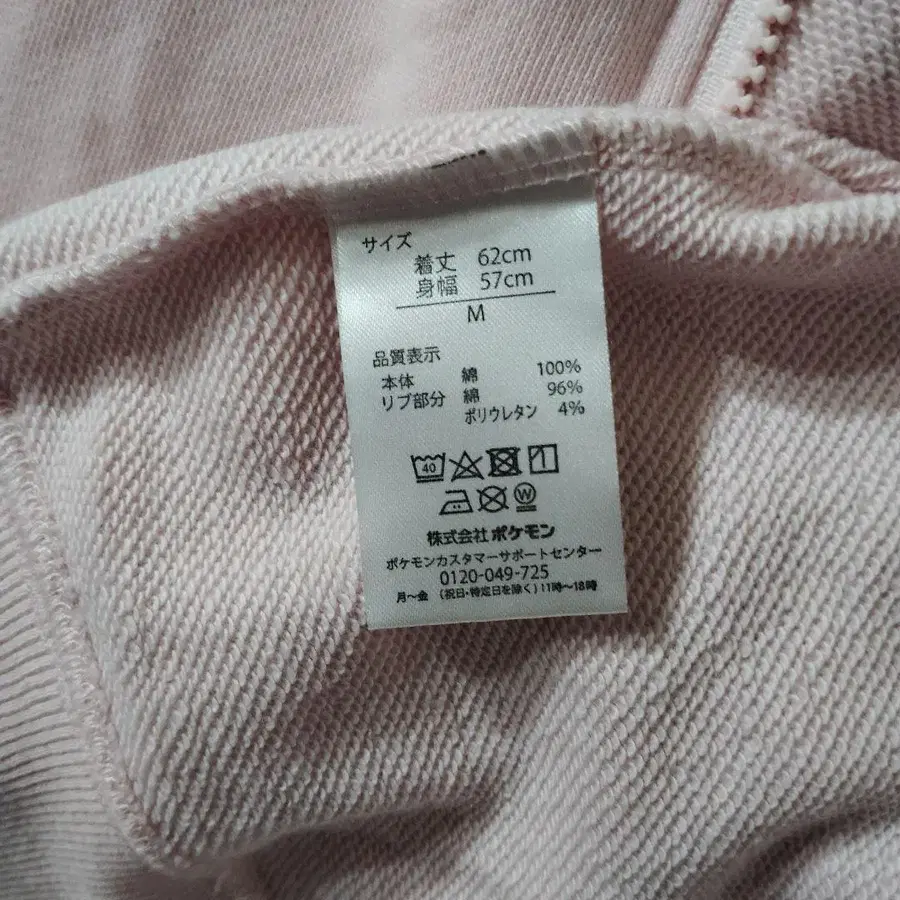 サイズ
着丈 62cm
身幅 57cm
M
品質表示
本体 綿 100%
リブ部分 綿 96%
ポリウレタン 4%
40
W
株式会社ポケモン
ポケモンカスタマーサポートセンター
0120-049-725
月～金 (祝日・特定日を除く) 11時～18時